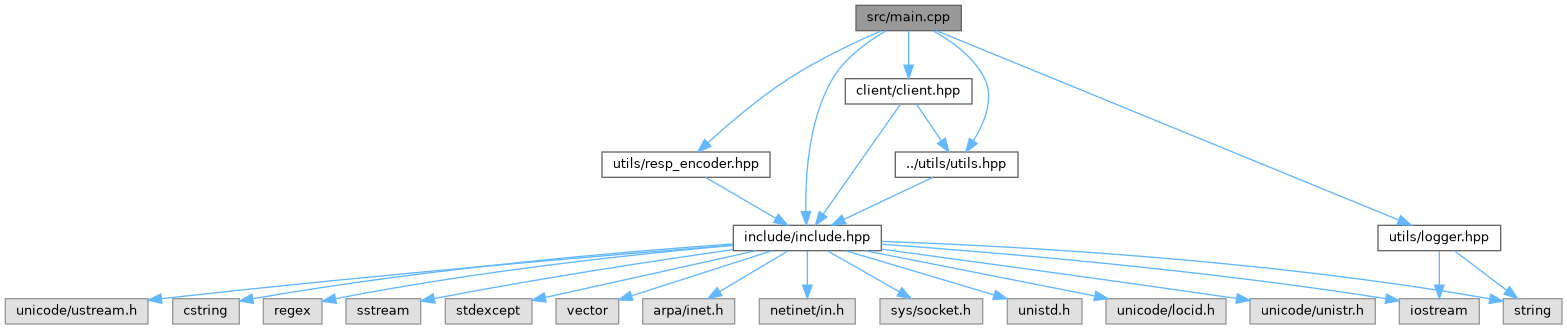 src/main.cpp
client/client.hpp
utils/resp_encoder.hpp
../utils/utils.hpp
include/include.hpp
utils/logger.hpp
unicode/ustream.h
cstring
regex
sstream
stdexcept
vector
arpa/inet.h
netinet/in.h
sys/socket.h
unistd.h
unicode/locid.h
unicode/unistr.h
iostream
string